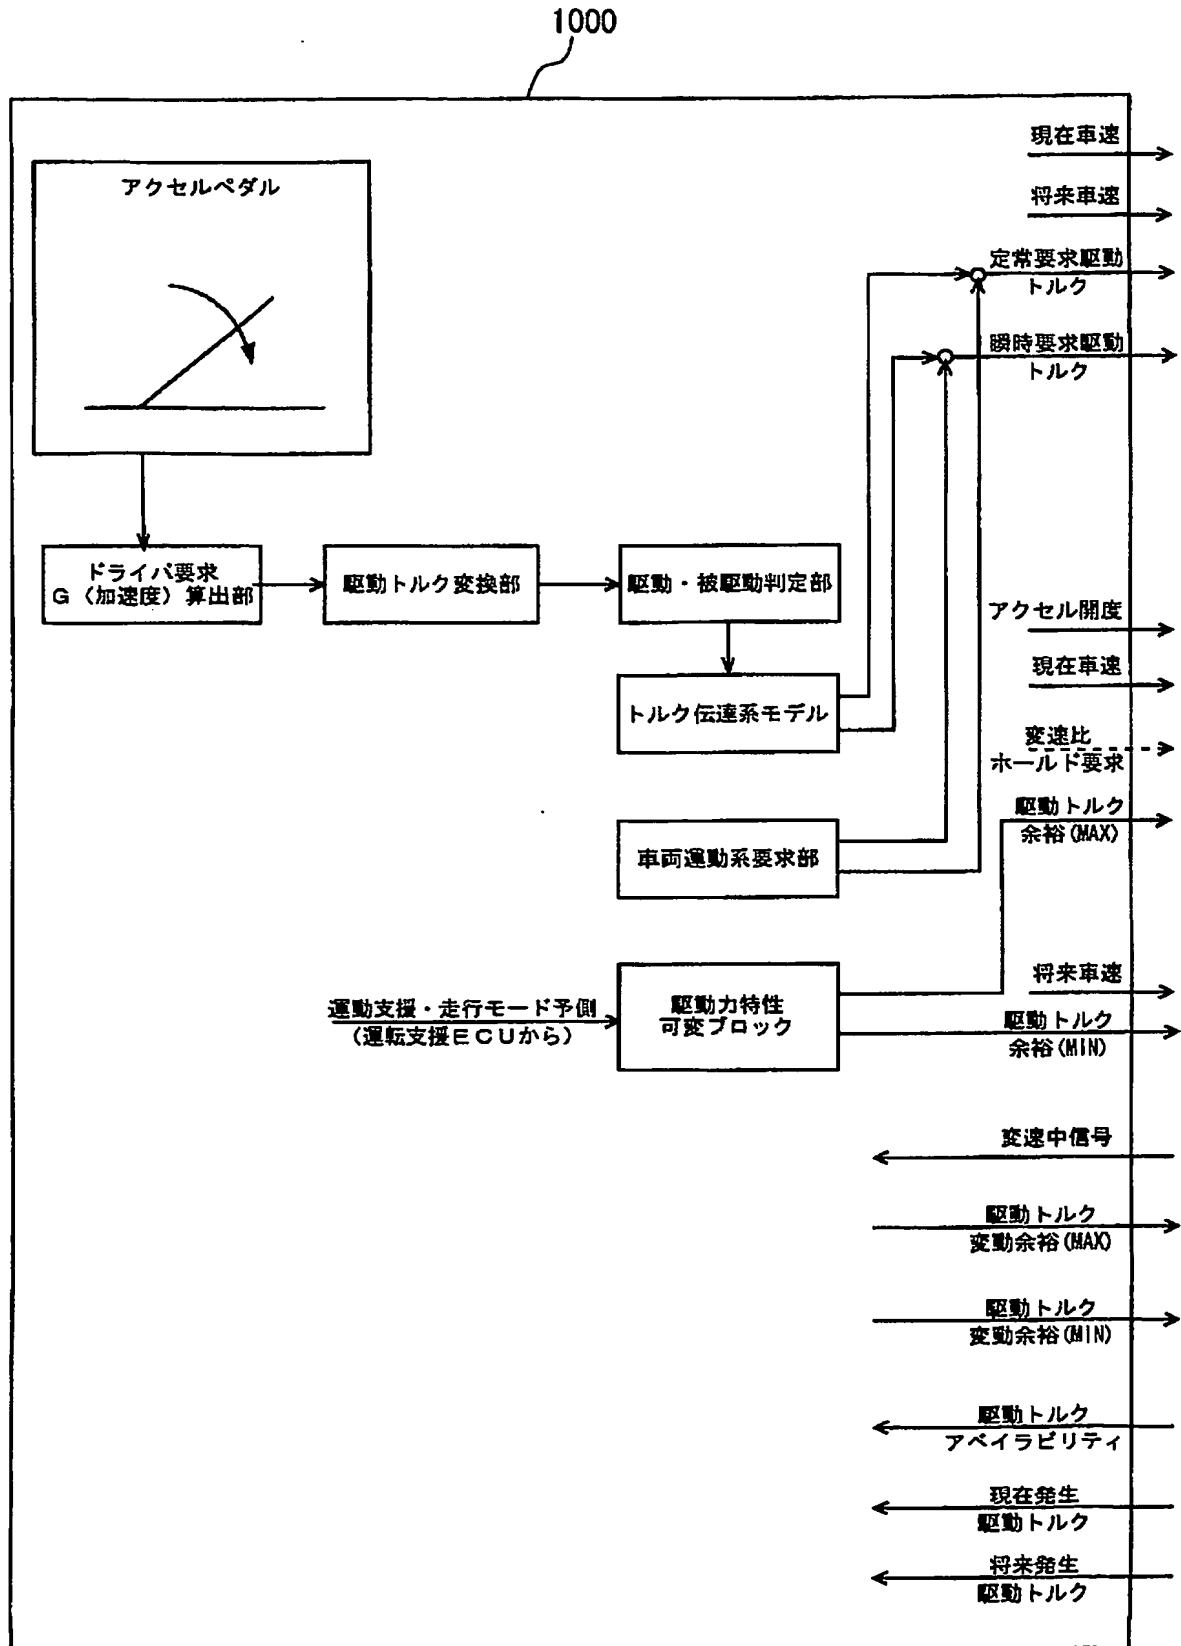 1000
現在車速
アクセルペダル
将来車速
定常要求駆動
トルク
瞬時要求駆動
トルク
ドライバ要求
G（加速度）算出部
駆動トルク変換部
駆動・被駆動判定部
アクセル開度
現在車速
トルク伝達系モデル
変速比
ホールド要求
駆動トルク
余裕(MAX)
車両運動系要求部
将来車速
運動支援・走行モード予側
(運転支援ＥＣＵから)
駆動力特性
可変ブロック
駆動トルク
余裕(MIN)
変速中信号
駆動トルク
変動余裕(MAX)
駆動トルク
変動余裕(MIN)
駆動トルク
アベイラビリティ
現在発生
駆動トルク
将来発生
駆動トルク